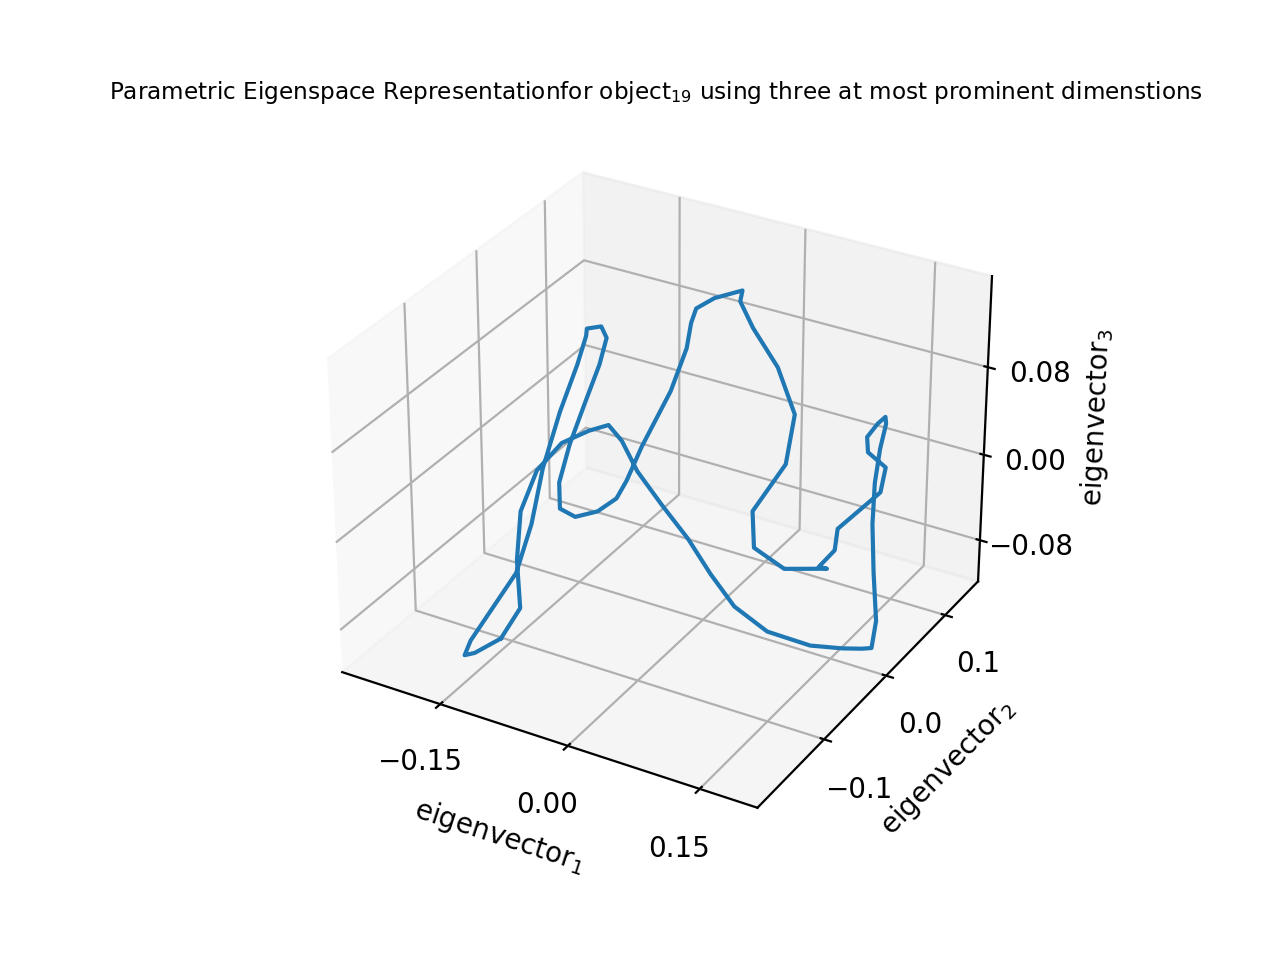 Parametric Eigenspace Representationfor object₁₉ using three at most prominent dimenstions
0.08
0.00
−0.08
eigenvector₃
0.1
0.0
−0.1
eigenvector₂
−0.15
0.00
0.15
eigenvector₁